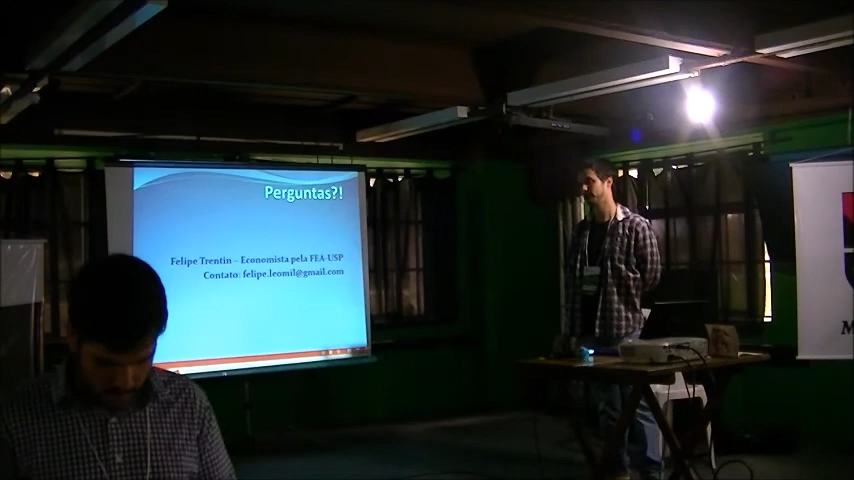 Perguntas?!
Felipe Trentin – Economista pela FEA-USP
Contato: felipe.leomil@gmail.com
M